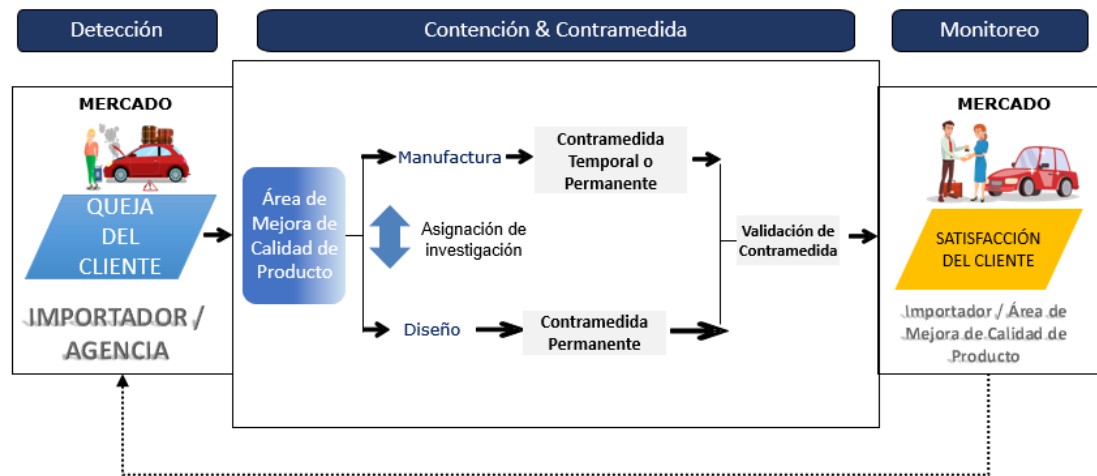 Detección
Contención & Contramedida
Monitoreo
MERCADO
QUEJA
DEL
CLIENTE
IMPORTADOR /
AGENCIA
Área de
Mejora de
Calidad de
Producto
Manufactura
Contramedida
Temporal o
Permanente
Asignación de
investigación
Diseño
Contramedida
Permanente
Validación de
Contramedida
MERCADO
SATISFACCIÓN
DEL CLIENTE
Importador / Área de
Mejora de Calidad de
Producto